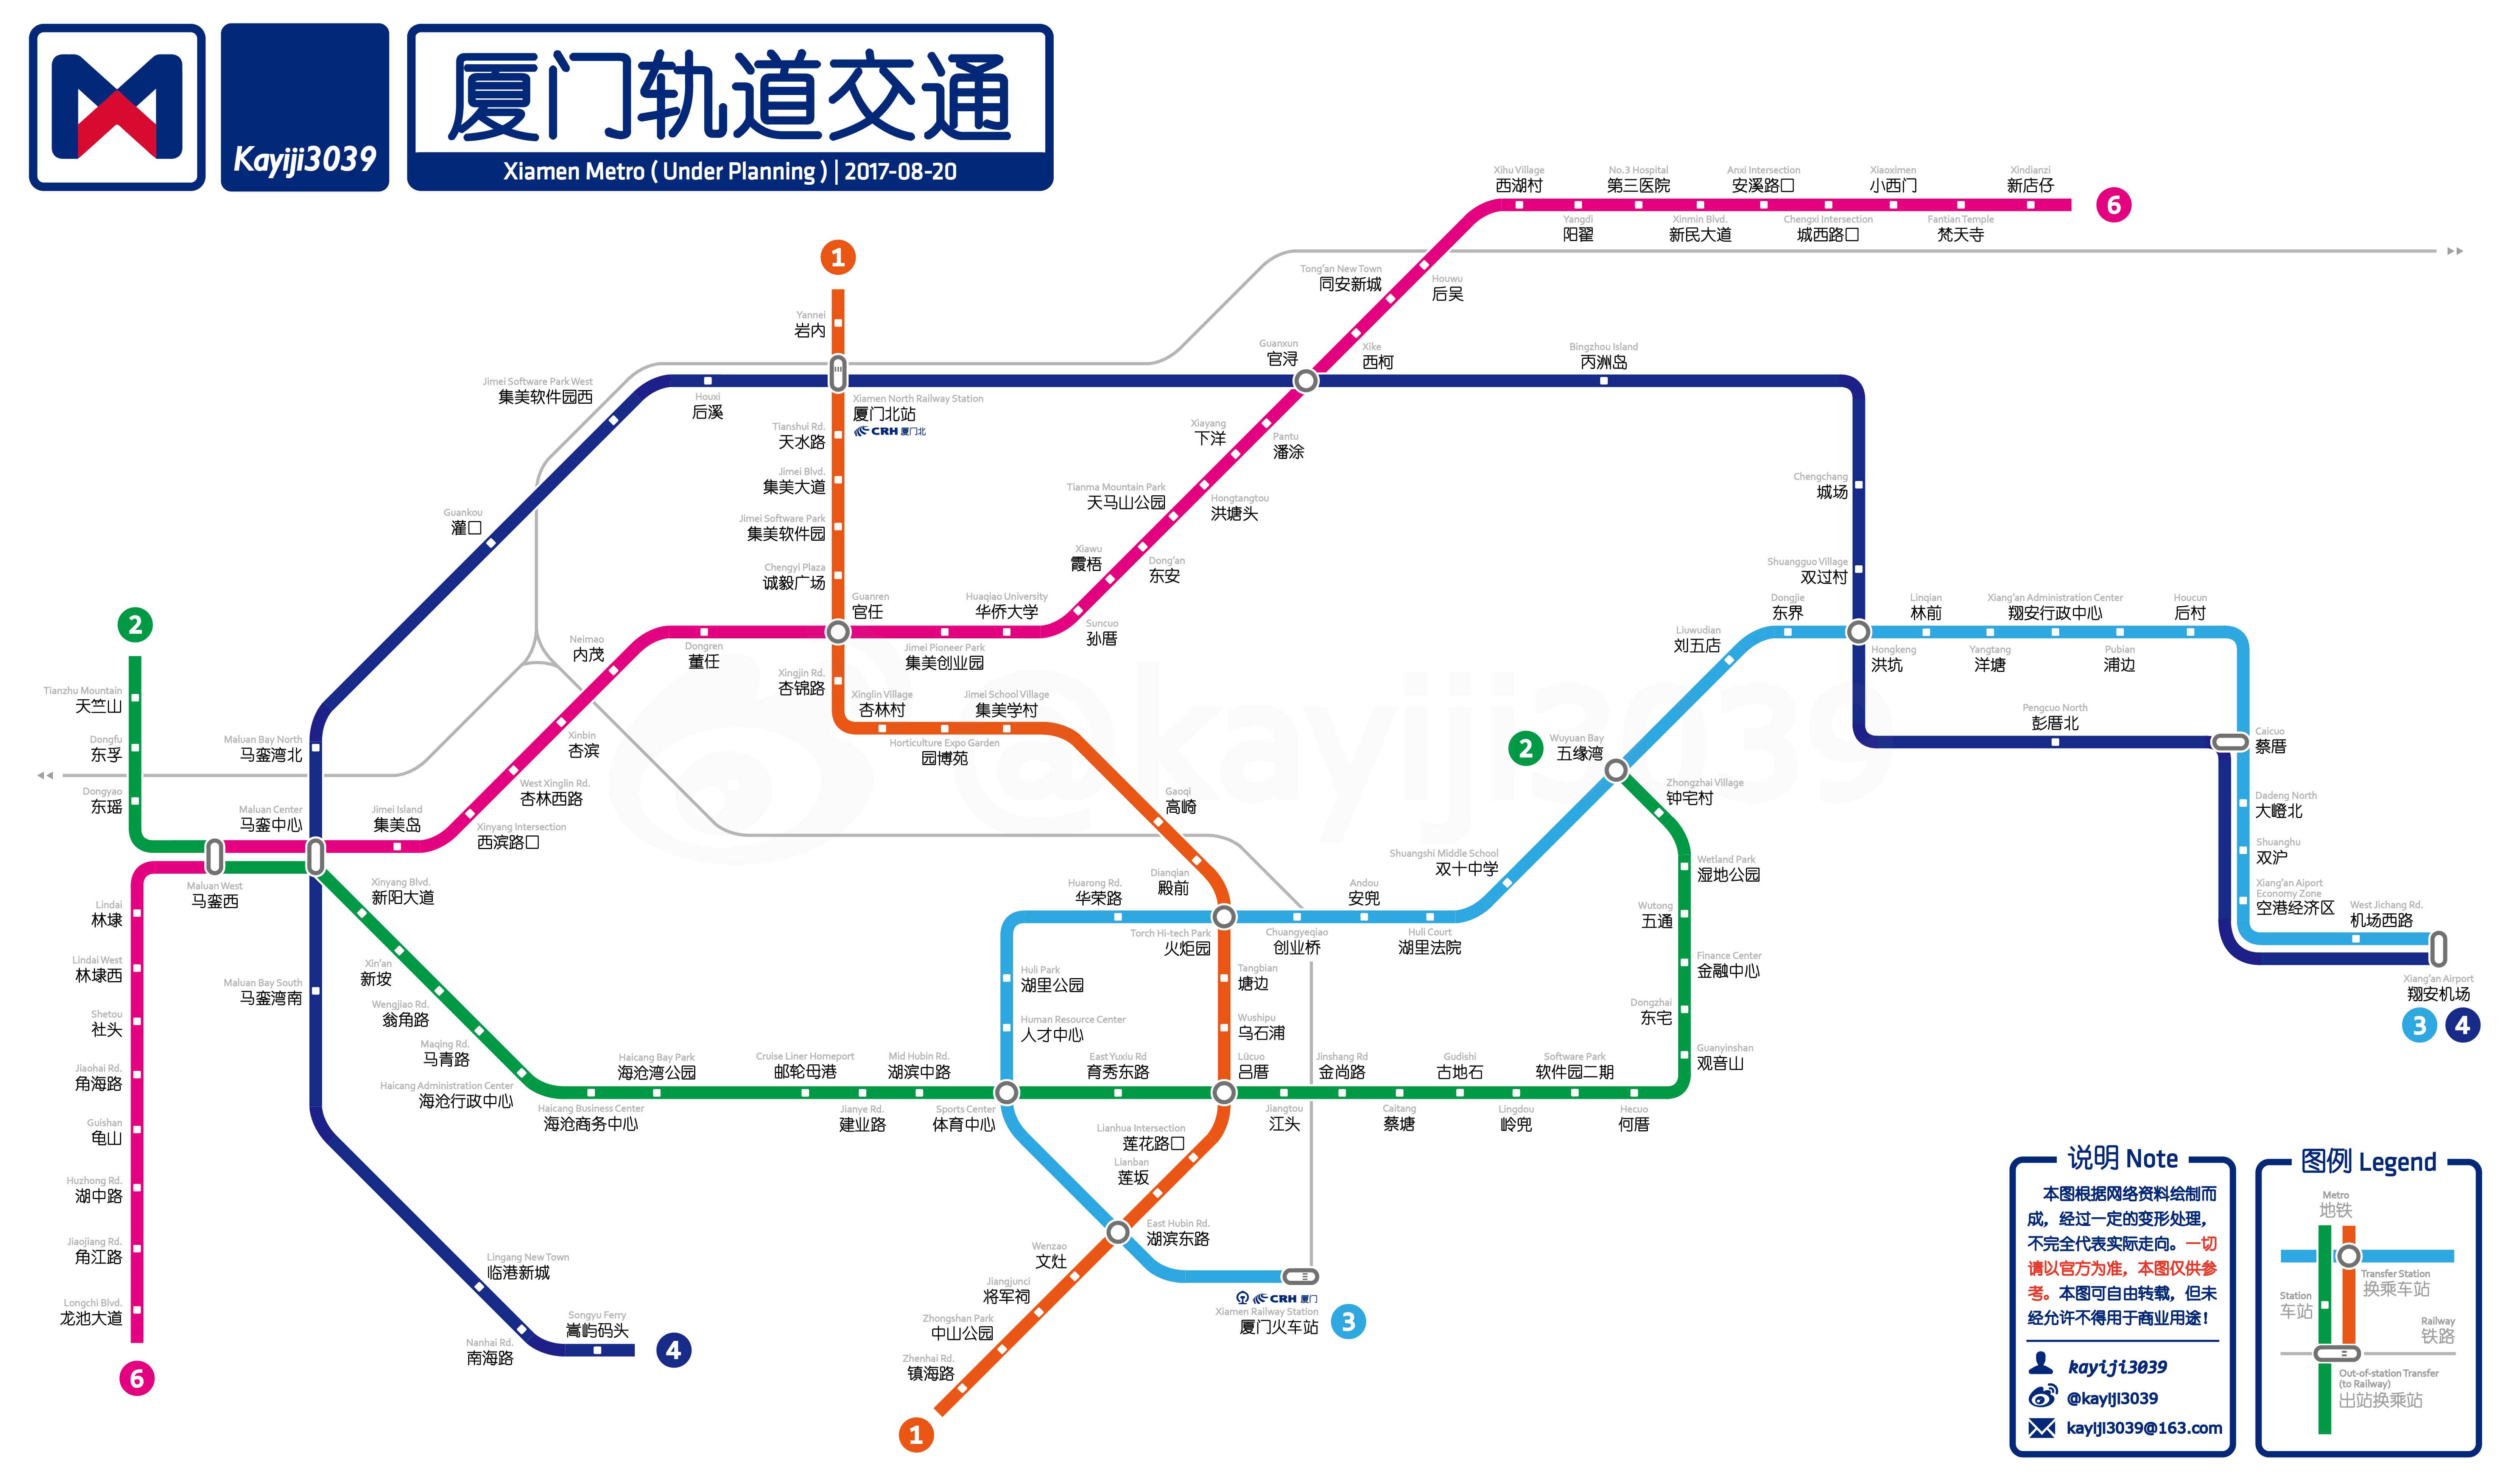 Kayiji3039
厦门轨道交通
Xiamen Metro ( Under Planning ) | 2017-08-20
Xihu Village
西湖村
No.3 Hospital
第三医院
Anxi Intersection
安溪路口
Xiaoximen
小西门
Xindianzi
新店仔
6
Yangdi
阳翟
Xinmin Blvd.
新民大道
Chengxi Intersection
城西路口
Fantian Temple
梵天寺
1
Tong'an New Town
同安新城
Houwu
后吴
Yannei
岩内
Guanxun
官浔
Xike
西柯
Bingzhou Island
丙洲岛
Jimei Software Park West
集美软件园西
Houxi
后溪
Xiamen North Railway Station
厦门北站
CRH 厦门北
Tianshui Rd.
天水路
Xiayang
下洋
Pantu
潘涂
Jimei Blvd.
集美大道
Tianma Mountain Park
天马山公园
Hongtangtou
洪塘头
Chengchang
城场
Guankou
灌口
Jimei Software Park
集美软件园
Xiawu
霞梧
Dong'an
东安
Chengyi Plaza
诚毅广场
Shuangguo Village
双过村
Guanren
官任
Huaqiao University
华侨大学
Suncuo
孙厝
Dongjie
东界
Linqian
林前
Xiang'an Administration Center
翔安行政中心
Houcun
后村
2
Neimao
内茂
Dongren
董任
Jimei Pioneer Park
集美创业园
Liuwudian
刘五店
Hongkeng
洪坑
Yangtang
洋塘
Pubian
浦边
Tianzhu Mountain
天竺山
Xingjin Rd.
杏锦路
Xinglin Village
杏林村
Jimei School Village
集美学村
@kayiji3039
Dongfu
东孚
Maluan Bay North
马銮湾北
Xinbin
杏滨
Horticulture Expo Garden
园博苑
2
Wuyuan Bay
五缘湾
Pengcuo North
彭厝北
Caicuo
蔡厝
Dongyao
东瑶
Maluan Center
马銮中心
Jimei Island
集美岛
West Xinglin Rd.
杏林西路
Xinyang Intersection
西滨路口
Gaoqi
高崎
Zhongzhai Village
钟宅村
Dadeng North
大嶝北
Maluan West
马銮西
Xinyang Blvd.
新阳大道
Huarong Rd.
华荣路
Dianqian
殿前
Andou
安兜
Shuangshi Middle School
双十中学
Wetland Park
湿地公园
Shuanghu
双沪
Xiang'an Aiport
Economy Zone
空港经济区
West Jichang Rd.
机场西路
Lindai
林埭
Torch Hi-tech Park
火炬园
Chuangyeqiao
创业桥
Huli Court
湖里法院
Wutong
五通
Lindai West
林埭西
Maluan Bay South
马銮湾南
Xin'an
新垵
Huli Park
湖里公园
Tangbian
塘边
Finance Center
金融中心
Xiang'an Airport
翔安机场
3
4
Shetou
社头
Wengjiao Rd.
翁角路
Human Resource Center
人才中心
Wushipu
乌石浦
Dongzhai
东宅
Jiaohai Rd.
角海路
Maqing Rd.
马青路
Haicang Bay Park
海沧湾公园
Cruise Liner Homeport
邮轮母港
Mid Hubin Rd.
湖滨中路
East Yuxiu Rd
育秀东路
Lücuo
吕厝
Jinshang Rd
金尚路
Gudishi
古地石
Software Park
软件园二期
Guanyinshan
观音山
Haicang Administration Center
海沧行政中心
Haicang Business Center
海沧商务中心
Jianye Rd.
建业路
Sports Center
体育中心
Jiangtou
江头
Caitang
蔡塘
Lingdou
岭兜
Hecuo
何厝
Guishan
龟山
Lianhua Intersection
莲花路口
Lianban
莲坂
Huzhong Rd.
湖中路
Jiaojiang Rd.
角江路
Lingang New Town
临港新城
Wenzao
文灶
East Hubin Rd.
湖滨东路
Jiangjunci
将军祠
Longchi Blvd.
龙池大道
Songyu Ferry
嵩屿码头
4
Nanhai Rd.
南海路
Zhongshan Park
中山公园
CRH 厦门
Xiamen Railway Station
厦门火车站
3
Zhenhai Rd.
镇海路
6
1
说明 Note
本图根据网络资料绘制而
成，经过一定的变形处理，
不完全代表实际走向。一切
请以官方为准，本图仅供参
考。本图可自由转载，但未
经允许不得用于商业用途！
kayiji3039
@kayiji3039
kayiji3039@163.com
图例 Legend
Metro
地铁
Transfer Station
换乘车站
Station
车站
Railway
铁路
Out-of-station Transfer
(to Railway)
出站换乘站